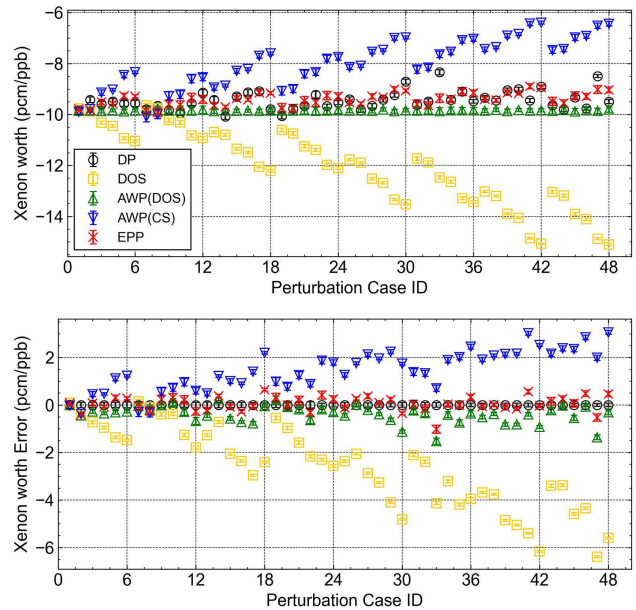 −6
−8
−10
−12
−14
Xenon worth (pcm/ppb)
DP
DOS
AWP(DOS)
AWP(CS)
EPP
0 6 12 18 24 30 36 42 48
Perturbation Case ID
2
0
−2
−4
−6
Xenon worth Error (pcm/ppb)
0 6 12 18 24 30 36 42 48
Perturbation Case ID